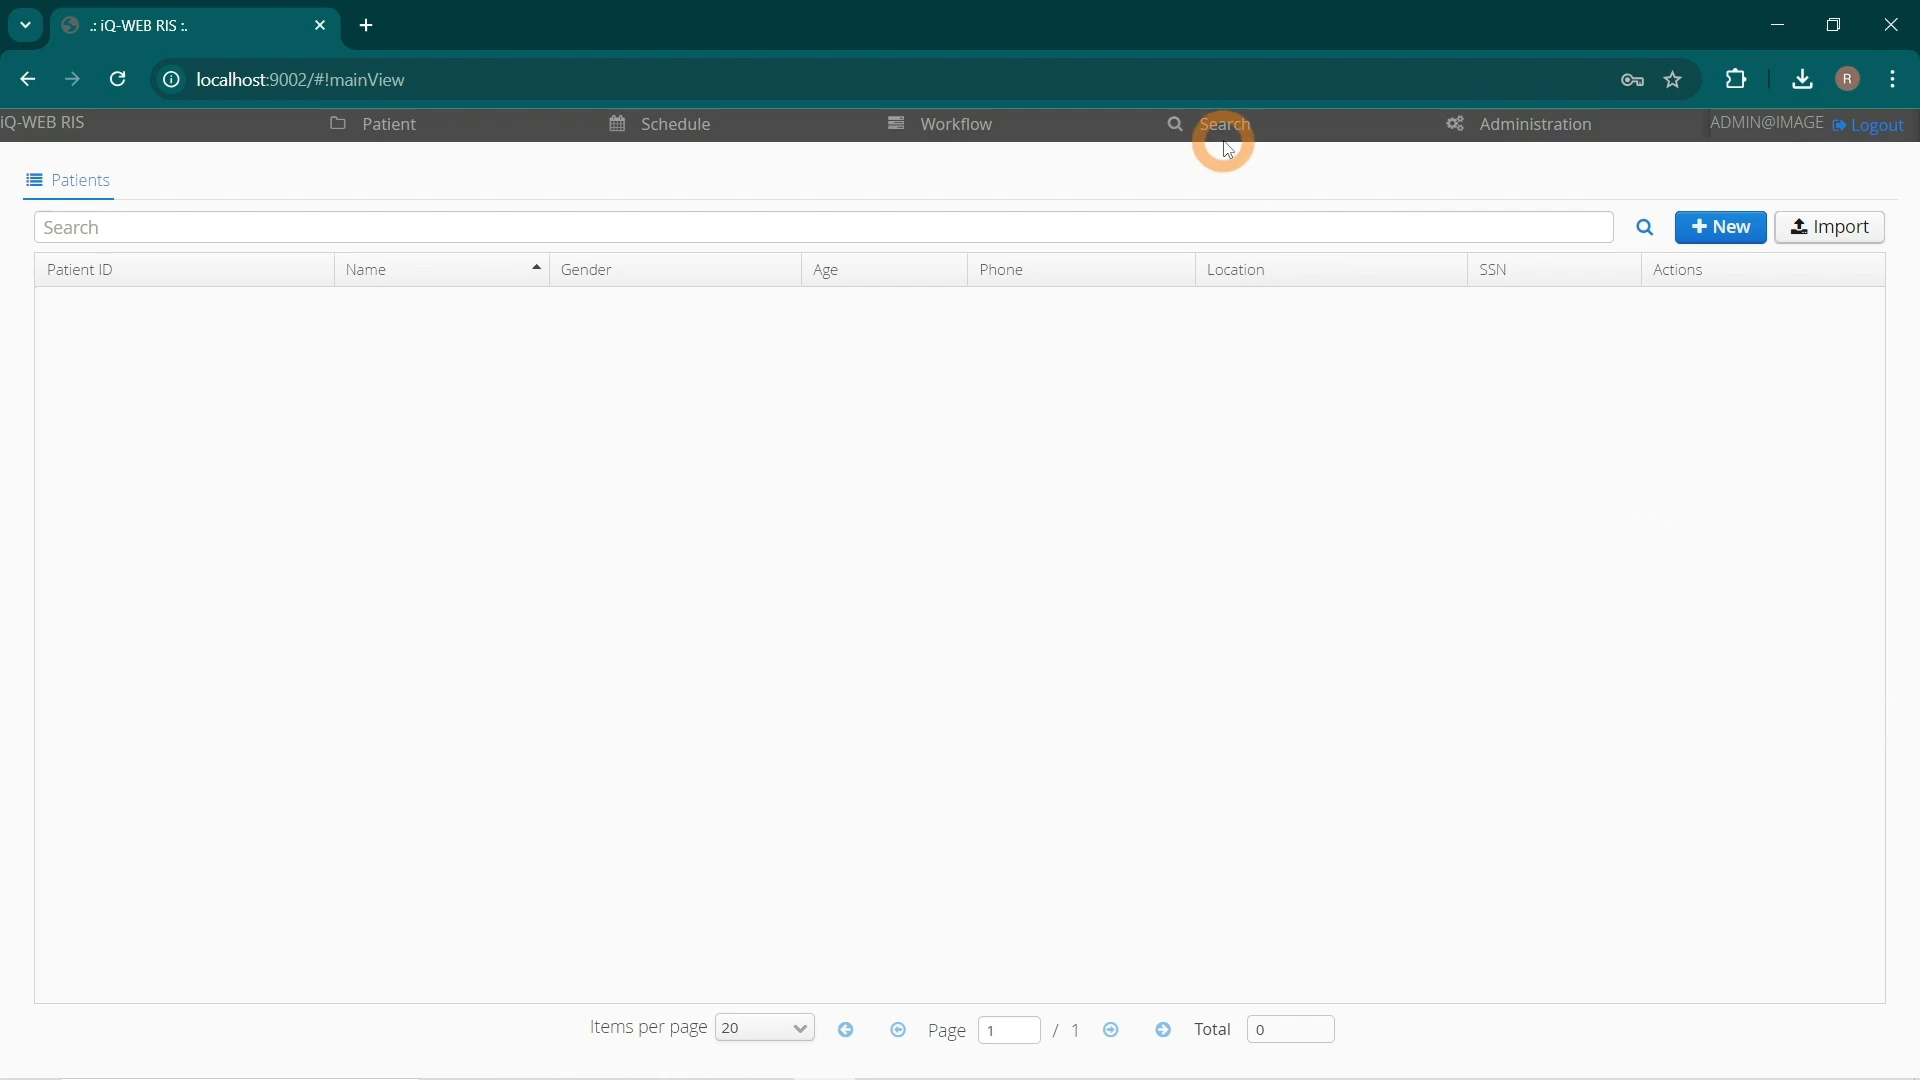 .: iQ-WEB RIS :.
localhost:9002/#!mainView
R
iQ-WEB RIS Patient Schedule Workflow Search Administration ADMIN@IMAGE Logout
Patients
Search New Import
Patient ID Name Gender Age Phone Location SSN Actions
Items per page 20 Page 1 / 1 Total 0